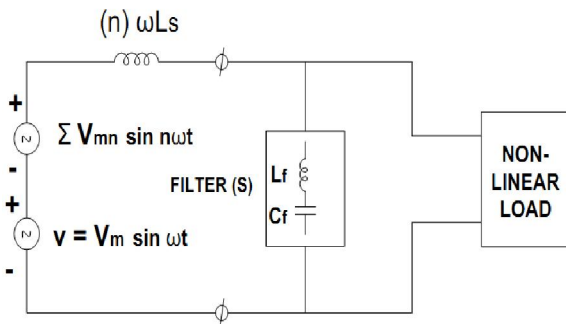 (n) ωLs
+
Σ Vmn sin nωt
-
+
v = Vm sin ωt
-
FILTER (S)
Lf
Cf
NON-
LINEAR
LOAD